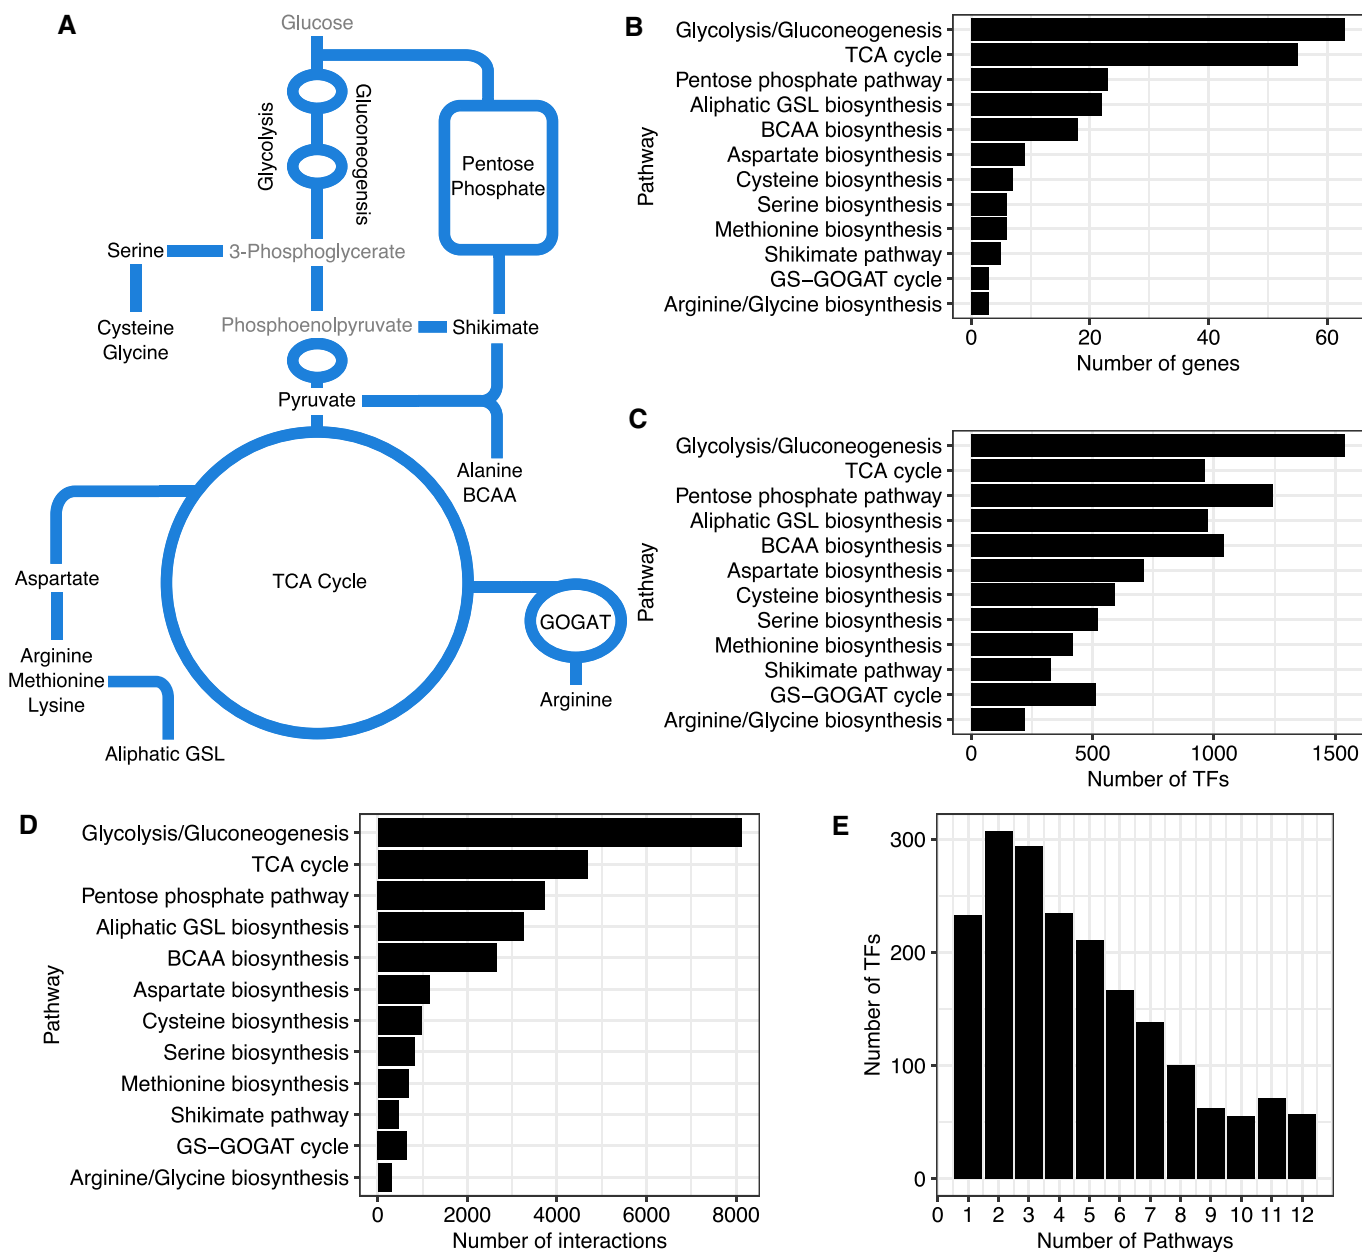 A
Glucose
Glycolysis
Gluconeogensis
Pentose
Phosphate
Serine
3-Phosphoglycerate
Cysteine
Glycine
Phosphoenolpyruvate
Shikimate
Pyruvate
Alanine
BCAA
TCA Cycle
Aspartate
Arginine
Methionine
Lysine
Aliphatic GSL
GOGAT
Arginine
B
Pathway
Glycolysis/Gluconeogenesis
TCA cycle
Pentose phosphate pathway
Aliphatic GSL biosynthesis
BCAA biosynthesis
Aspartate biosynthesis
Cysteine biosynthesis
Serine biosynthesis
Methionine biosynthesis
Shikimate pathway
GS−GOGAT cycle
Arginine/Glycine biosynthesis
0 20 40 60
Number of genes
C
Pathway
Glycolysis/Gluconeogenesis
TCA cycle
Pentose phosphate pathway
Aliphatic GSL biosynthesis
BCAA biosynthesis
Aspartate biosynthesis
Cysteine biosynthesis
Serine biosynthesis
Methionine biosynthesis
Shikimate pathway
GS−GOGAT cycle
Arginine/Glycine biosynthesis
0 500 1000 1500
Number of TFs
D
Pathway
Glycolysis/Gluconeogenesis
TCA cycle
Pentose phosphate pathway
Aliphatic GSL biosynthesis
BCAA biosynthesis
Aspartate biosynthesis
Cysteine biosynthesis
Serine biosynthesis
Methionine biosynthesis
Shikimate pathway
GS−GOGAT cycle
Arginine/Glycine biosynthesis
0 2000 4000 6000 8000
Number of interactions
E
Number of TFs
300
200
100
0
0 1 2 3 4 5 6 7 8 9 10 11 12
Number of Pathways